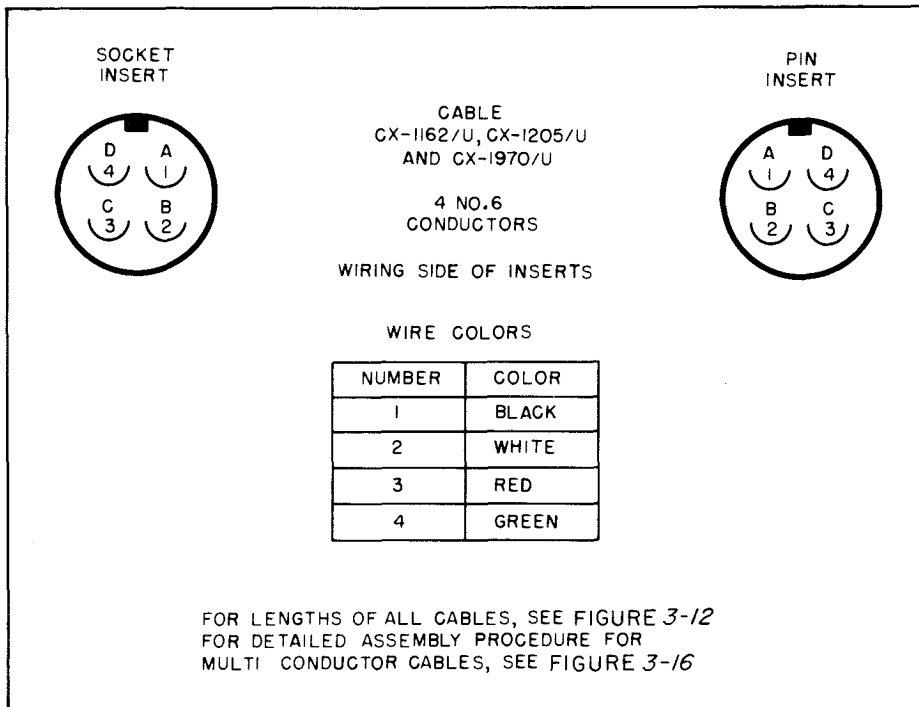 SOCKET
INSERT
D A
4 1
C B
3 2
CABLE
CX-1162/U, CX-1205/U
AND CX-1970/U
4 NO.6
CONDUCTORS
WIRING SIDE OF INSERTS
PIN
INSERT
A D
1 4
B C
2 3
WIRE COLORS
NUMBER COLOR
1 BLACK
2 WHITE
3 RED
4 GREEN
FOR LENGTHS OF ALL CABLES, SEE FIGURE 3-12
FOR DETAILED ASSEMBLY PROCEDURE FOR
MULTI CONDUCTOR CABLES, SEE FIGURE 3-16